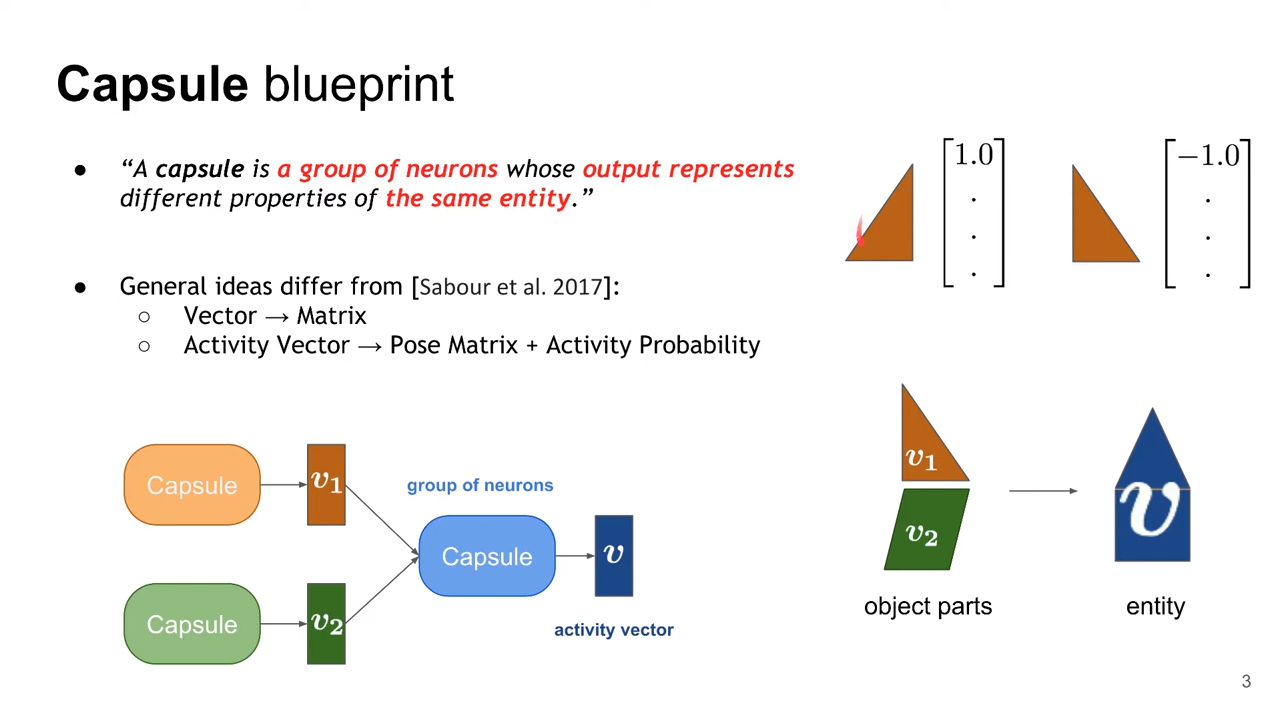 Capsule blueprint
● “A capsule is a group of neurons whose output represents
different properties of the same entity.”
● General ideas differ from [Sabour et al. 2017]:
○ Vector → Matrix
○ Activity Vector → Pose Matrix + Activity Probability
1.0
.
.
.
−1.0
.
.
.
Capsule
v1
group of neurons
Capsule
v
Capsule
v2
activity vector
v1
v2
v
object parts
entity
3